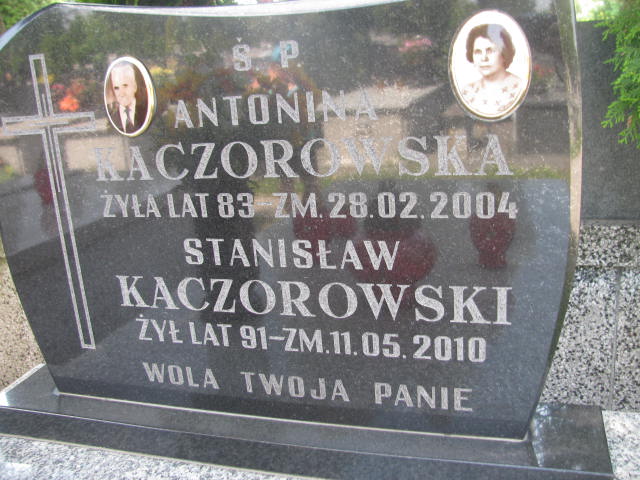 Ś. P.
ANTONINA
KACZOROWSKA
ŻYŁA LAT 83-ZM. 28.02.2004
STANISŁAW
KACZOROWSKI
ŻYŁ LAT 91-ZM. 11.05.2010
WOLA TWOJA PANIE